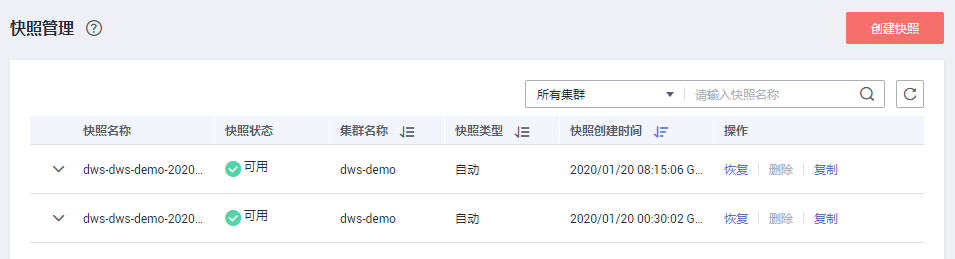 快照管理
创建快照
所有集群 请输入快照名称
快照名称 快照状态 集群名称 快照类型 快照创建时间 操作
dws-dws-demo-2020... 可用 dws-demo 自动 2020/01/20 08:15:06 G... 恢复 删除 复制
dws-dws-demo-2020... 可用 dws-demo 自动 2020/01/20 00:30:02 G... 恢复 删除 复制